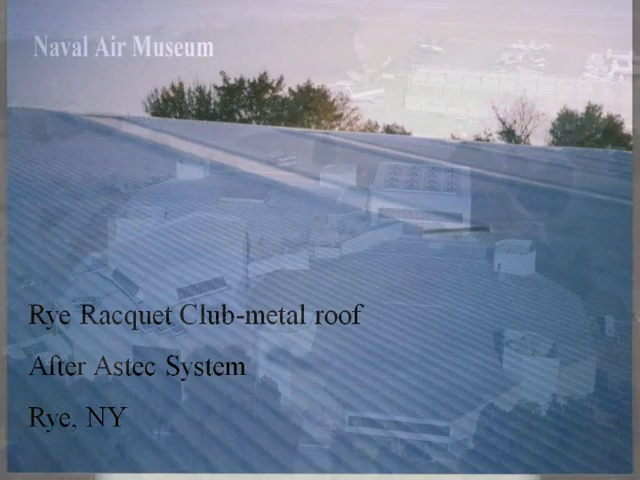 Naval Air Museum
Rye Racquet Club-metal roof
After Astec System
Rye, NY